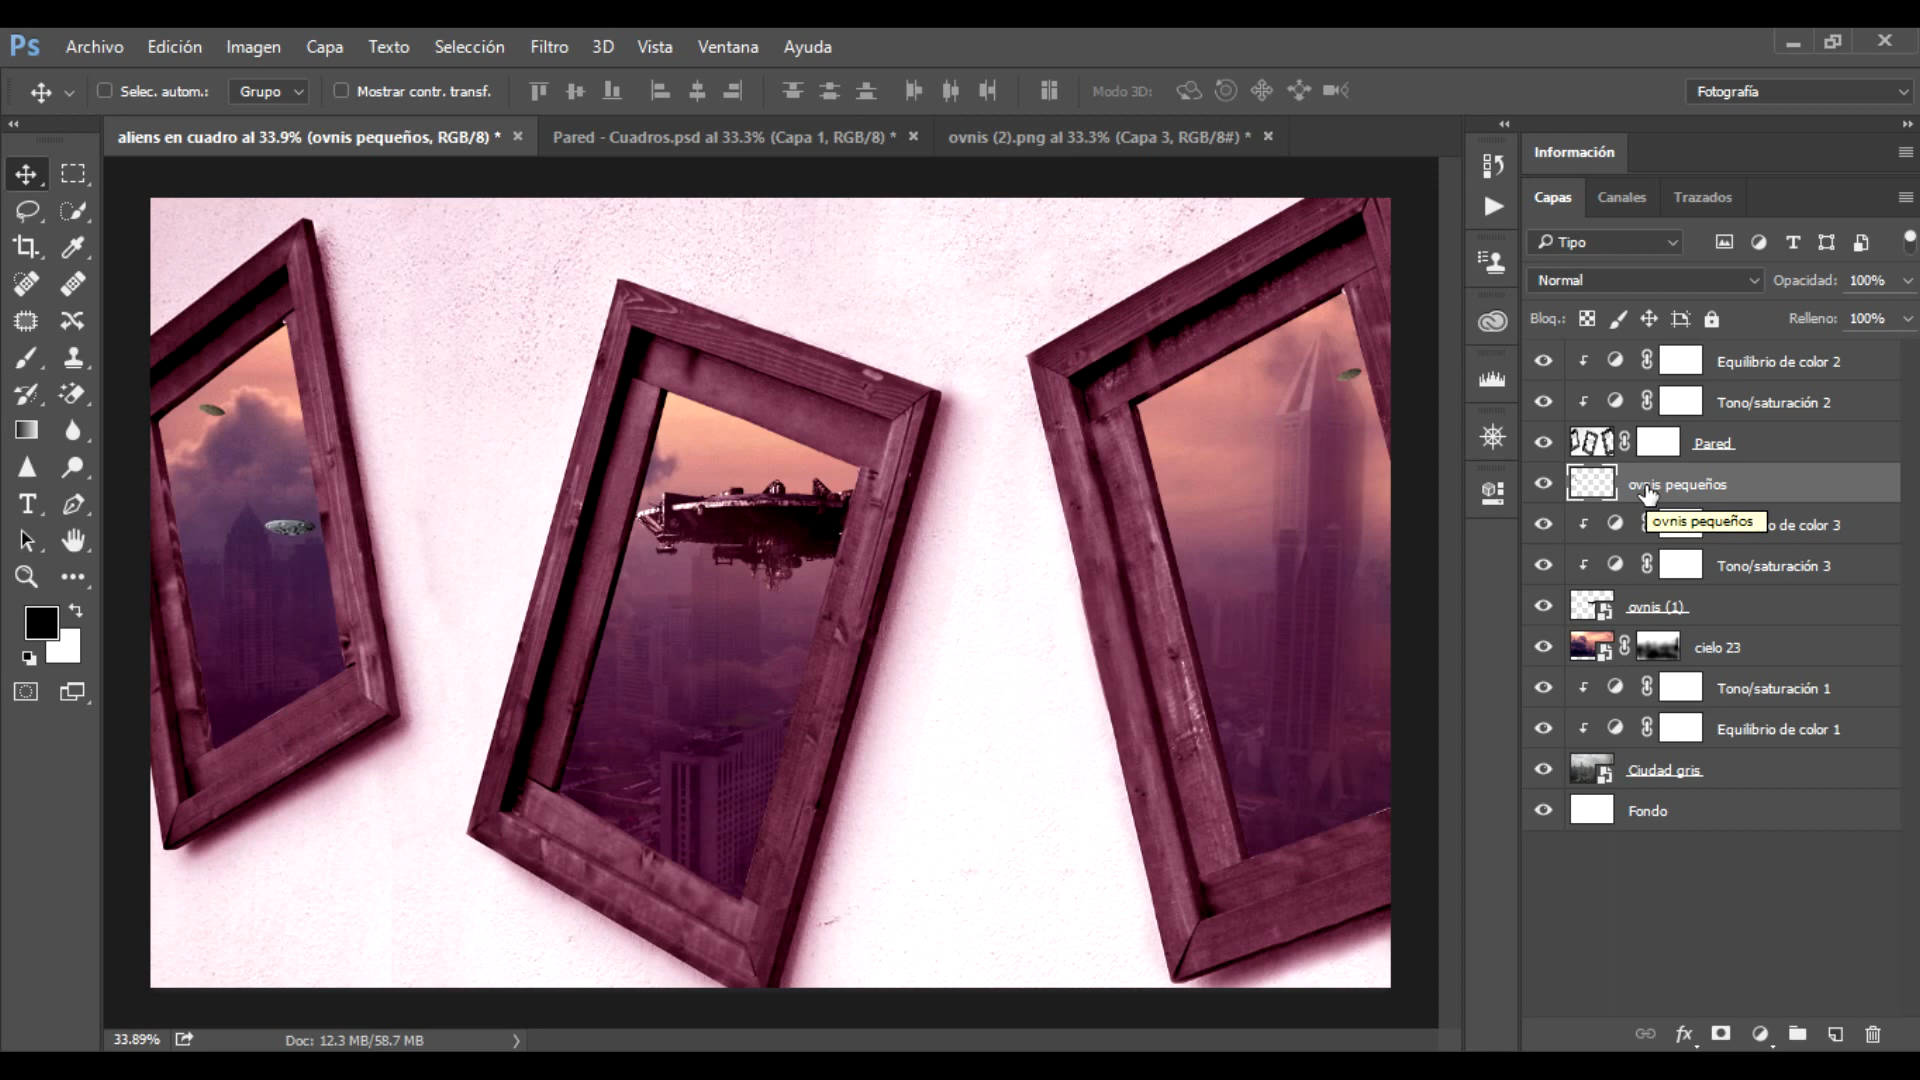 Ps Archivo Edición Imagen Capa Texto Selección Filtro 3D Vista Ventana Ayuda
Selec. autom.: Grupo Mostrar contr. transf. Modo 3D: Fotografía
aliens en cuadro al 33.9% (ovnis pequeños, RGB/8) * Pared - Cuadros.psd al 33.3% (Capa 1, RGB/8) * ovnis (2).png al 33.3% (Capa 3, RGB/8#) *
Información
Capas Canales Trazados
Tipo
Normal Opacidad: 100%
Bloq.: Relleno: 100%
Equilibrio de color 2
Tono/saturación 2
Pared
ovnis pequeños
ovnis pequeños
o de color 3
Tono/saturación 3
ovnis (1)
cielo 23
Tono/saturación 1
Equilibrio de color 1
Ciudad gris
Fondo
33.89% Doc: 12.3 MB/58.7 MB
fx